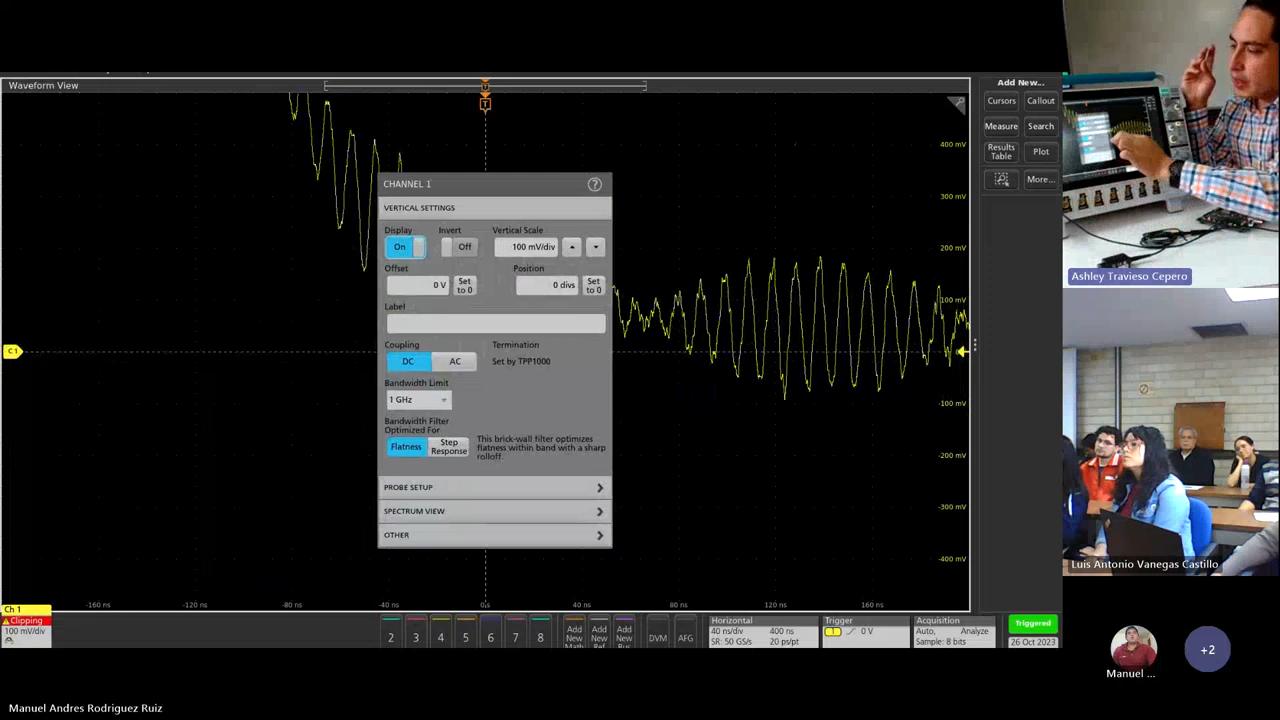 Waveform View
Add New...
T
T
Cursors
Callout
Measure
Search
Results
Table
Plot
More...
400 mV
300 mV
200 mV
100 mV
-100 mV
-200 mV
-300 mV
-400 mV
C 1
CHANNEL 1
?
VERTICAL SETTINGS
Display
Invert
Vertical Scale
On
Off
100 mV/div
Offset
Position
0 V
Set
to 0
0 divs
Set
to 0
Label
Coupling
Termination
DC
AC
Set by TPP1000
Bandwidth Limit
1 GHz
Bandwidth Filter
Optimized For
Flatness
Step
Response
This brick-wall filter optimizes
flatness within band with a sharp
rolloff.
PROBE SETUP
SPECTRUM VIEW
OTHER
-160 ns
-120 ns
-80 ns
-40 ns
0s
40 ns
80 ns
120 ns
160 ns
Ch 1
Clipping
100 mV/div
2
3
4
5
6
7
8
Add
New
Math
Add
New
Ref
Add
New
Bus
DVM
AFG
Horizontal
40 ns/div
400 ns
SR: 50 GS/s
20 ps/pt
Trigger
1
0 V
Acquisition
Auto,
Analyze
Sample: 8 bits
Triggered
26 Oct 2023
Ashley Travieso Cepero
Luis Antonio Vanegas Castillo
Manuel ...
+2
Manuel Andres Rodriguez Ruiz